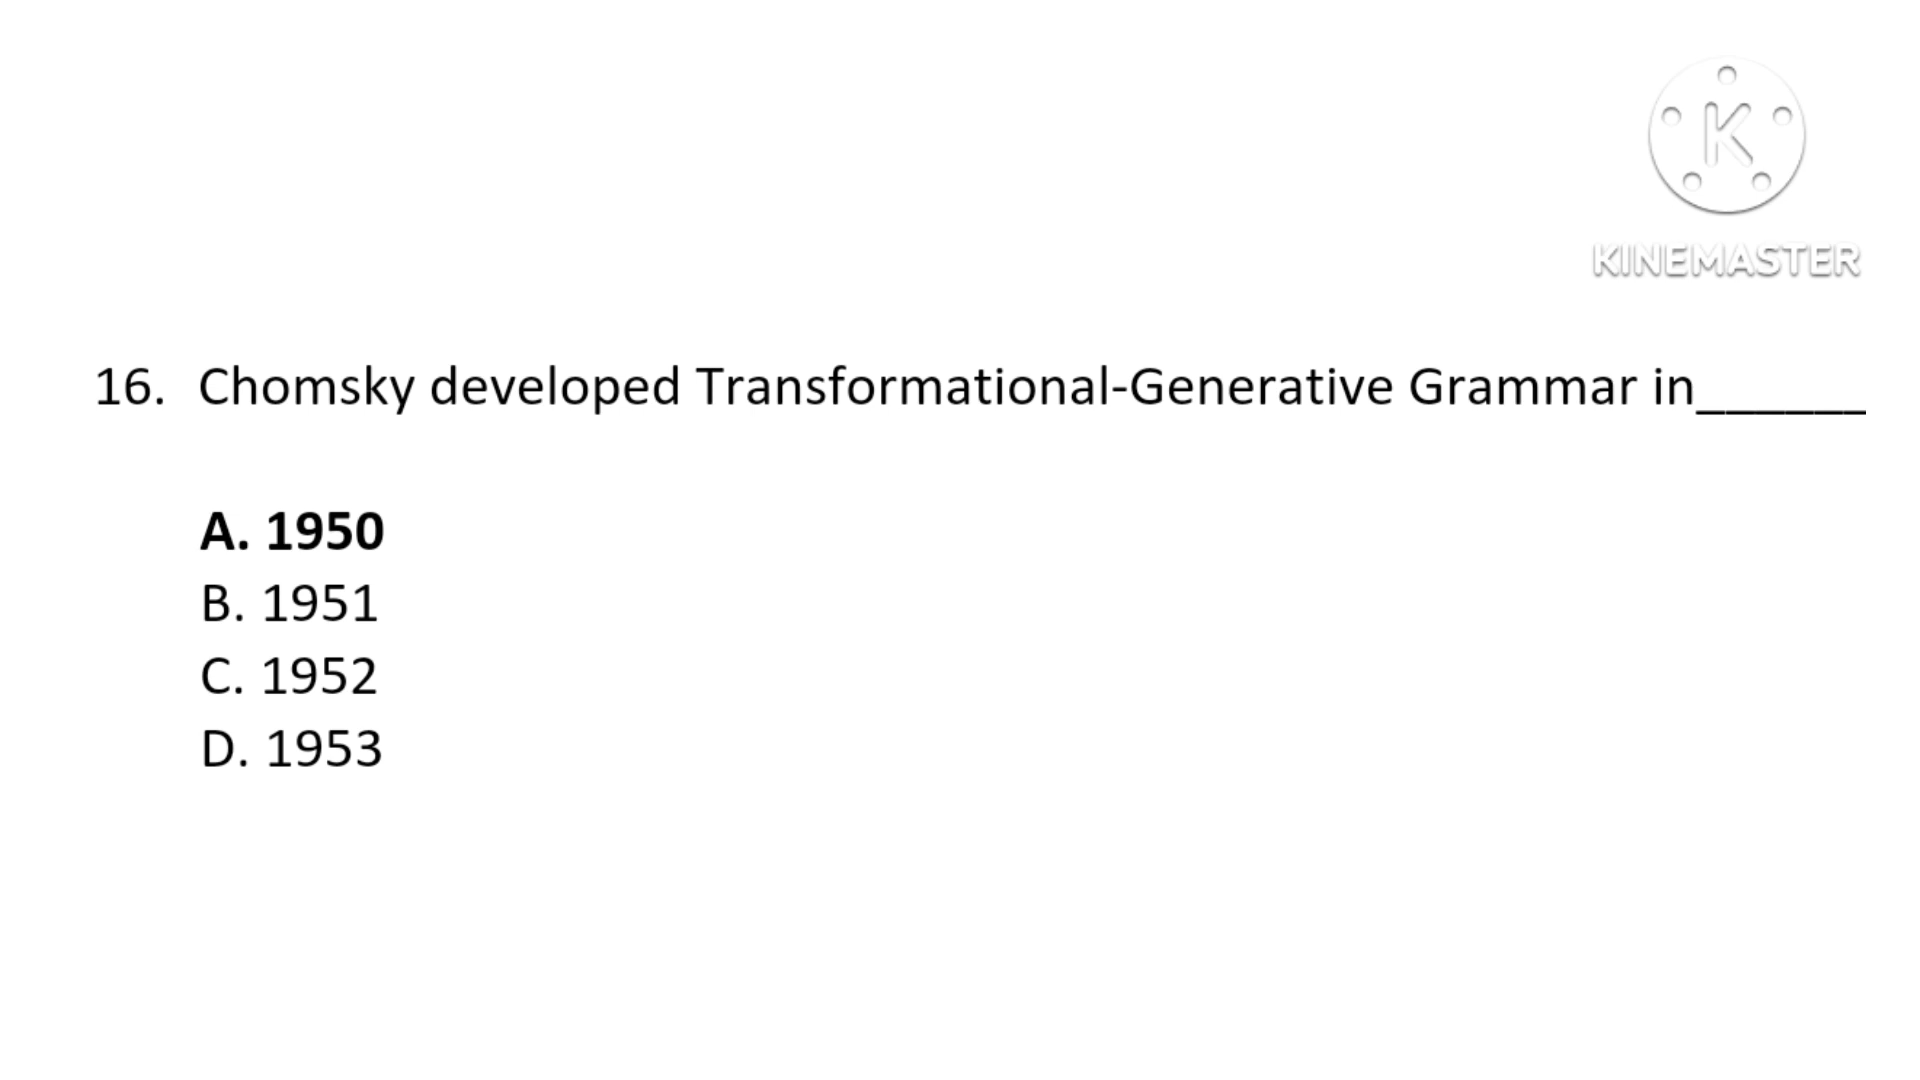 K
KINEMASTER
16. Chomsky developed Transformational-Generative Grammar in______
A. 1950
B. 1951
C. 1952
D. 1953